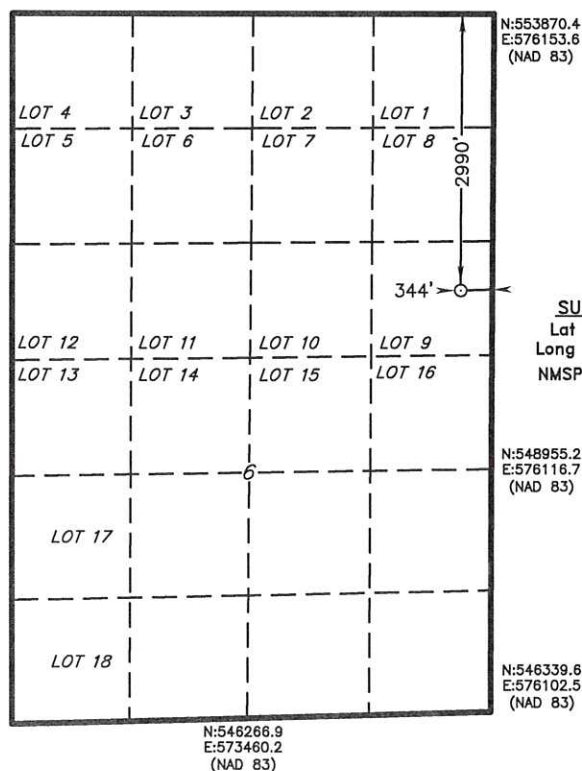 N:553870.4
E:576153.6
(NAD 83)
LOT 4
LOT 3
LOT 2
LOT 1
LOT 5
LOT 6
LOT 7
LOT 8
2990'
344'
SU
Lat
Long
NMSP
LOT 12
LOT 11
LOT 10
LOT 9
LOT 13
LOT 14
LOT 15
LOT 16
N:548955.2
E:576116.7
(NAD 83)
6
LOT 17
LOT 18
N:546339.6
E:576102.5
(NAD 83)
N:546266.9
E:573460.2
(NAD 83)